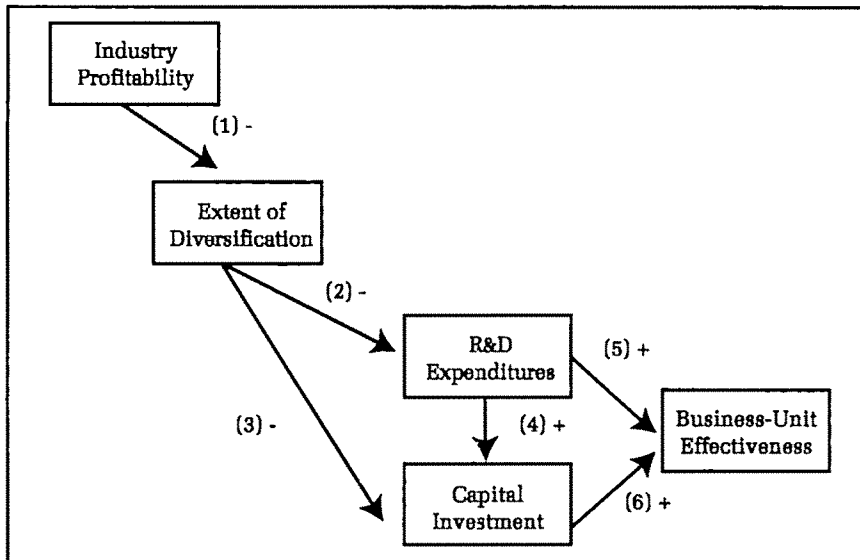 Industry
Profitability
(1) -
Extent of
Diversification
(2) -
R&D
Expenditures
(5) +
(3) -
(4) +
Business-Unit
Effectiveness
Capital
Investment
(6) +